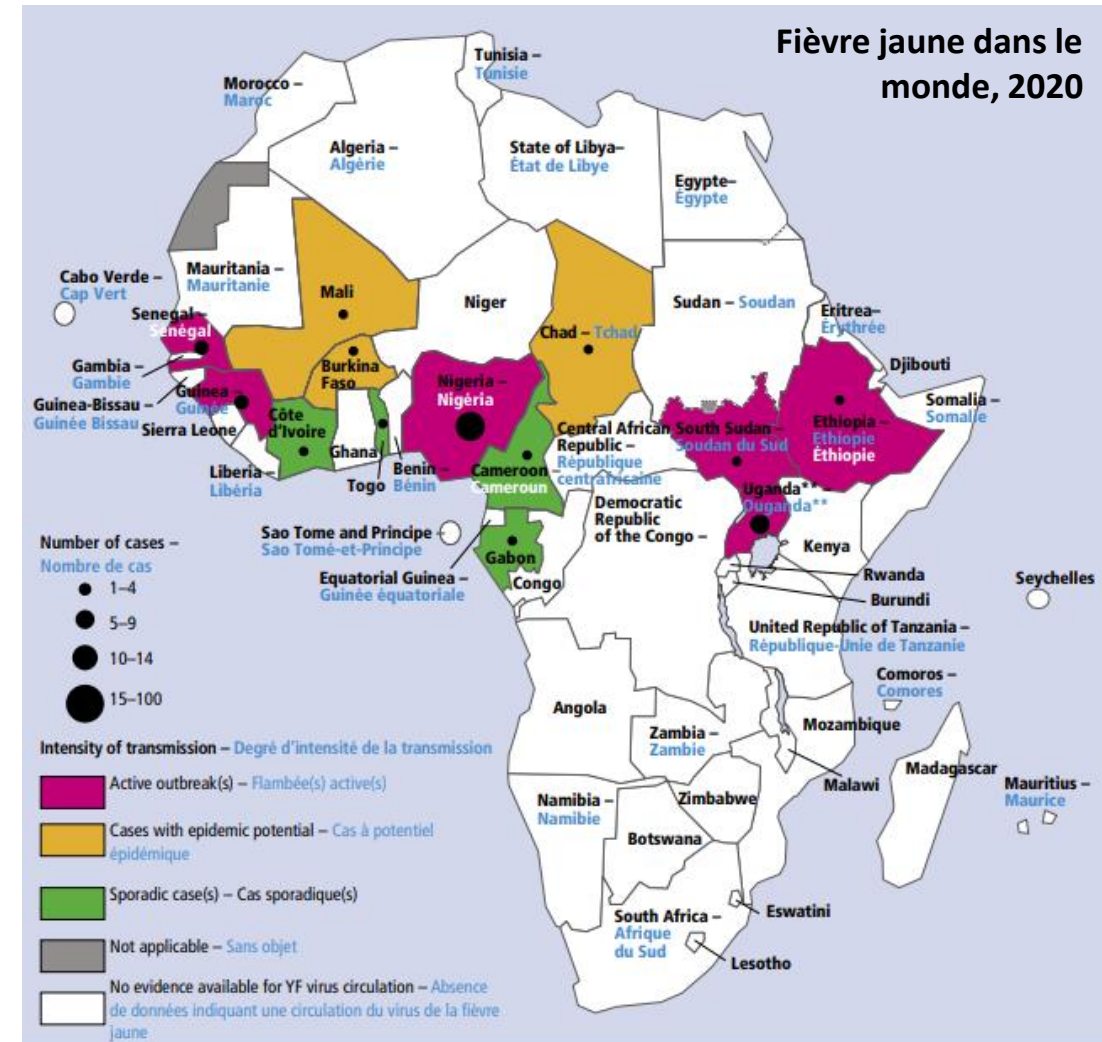 Fièvre jaune dans le
monde, 2020
Tunisia –
Tunisie
Morocco –
Maroc
Algeria –
Algérie
State of Libya–
État de Libye
Egypte–
Égypte
Cabo Verde –
Cap Vert
Mauritania –
Mauritanie
Mali
Niger
Chad – Tchad
Sudan – Soudan
Eritrea–
Érythrée
Djibouti
Somalia –
Somalie
Senegal –
Sénégal
Gambia –
Gambie
Guinea-Bissau –
Guinée Bissau
Guinea –
Guinée
Sierra Leone
Liberia –
Libéria
Côte
d'Ivoire
Burkina
Faso
Ghana
Togo
Benin –
Bénin
Nigeria –
Nigéria
Cameroon –
Cameroun
Central African
Republic –
République
centrafricaine
South Sudan –
Soudan du Sud
Ethiopia –
Ethiopie
Éthiopie
Uganda** –
Ouganda**
Kenya
Democratic
Republic
of the Congo –
Sao Tome and Principe –
Sao Tomé-et-Principe
Equatorial Guinea –
Guinée équatoriale
Gabon
Congo
Rwanda
Burundi
Seychelles
United Republic of Tanzania –
République-Unie de Tanzanie
Comoros –
Comores
Angola
Zambia –
Zambie
Mozambique
Malawi
Madagascar
Mauritius –
Maurice
Namibia –
Namibie
Zimbabwe
Botswana
South Africa –
Afrique
du Sud
Eswatini
Lesotho
Number of cases –
Nombre de cas
1–4
5–9
10–14
15–100
Intensity of transmission – Degré d'intensité de la transmission
Active outbreak(s) – Flambée(s) active(s)
Cases with epidemic potential – Cas à potentiel
épidémique
Sporadic case(s) – Cas sporadique(s)
Not applicable – Sans objet
No evidence available for YF virus circulation – Absence
de données indiquant une circulation du virus de la fièvre
jaune